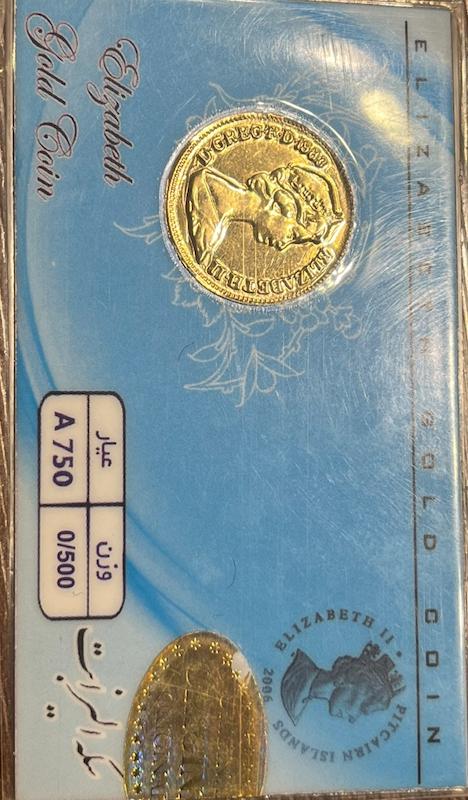 ELIZABETH II GOLD COIN
Elizabeth
Gold Coin
ELIZABETH·II
D·G·REG·F·D·
ELIZABETH II • PITCAIRN ISLANDS
2006
عیار
A 750
وزن
0/500
سکه الیزابت